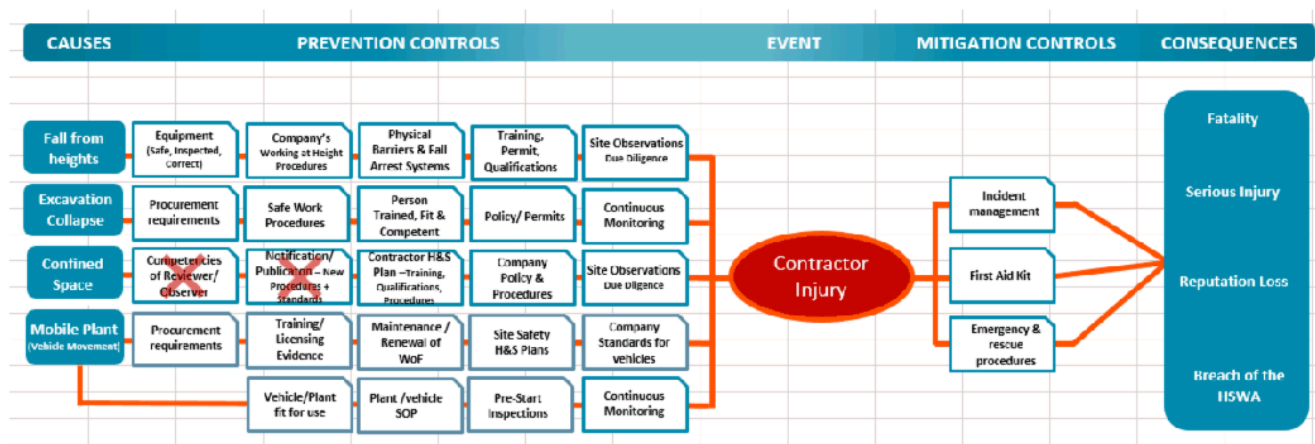 CAUSES
PREVENTION CONTROLS
EVENT
MITIGATION CONTROLS
CONSEQUENCES
Fall from
heights
Equipment
(Safe, Inspected,
Correct)
Company's
Working at Height
Procedures
Physical
Barriers & Fall
Arrest Systems
Training,
Permit,
Qualifications
Site Observations
Due Diligence
Excavation
Collapse
Procurement
requirements
Safe Work
Procedures
Person
Trained, Fit &
Competent
Policy/ Permits
Continuous
Monitoring
Confined
Space
Competencies
of Reviewer/
Observer
Notification/
Publication – New
Procedures +
Standards
Contractor H&S
Plan –Training,
Qualifications,
Procedures
Company
Policy &
Procedures
Site Observations
Due Diligence
Mobile Plant
(Vehicle Movement)
Procurement
requirements
Training/
Licensing
Evidence
Maintenance /
Renewal of
WoF
Site Safety
H&S Plans
Company
Standards for
vehicles
Vehicle/Plant
fit for use
Plant /vehicle
SOP
Pre-Start
Inspections
Continuous
Monitoring
Contractor
Injury
Incident
management
First Aid Kit
Emergency &
rescue
procedures
Fatality
Serious Injury
Reputation Loss
Breach of the
HSWA